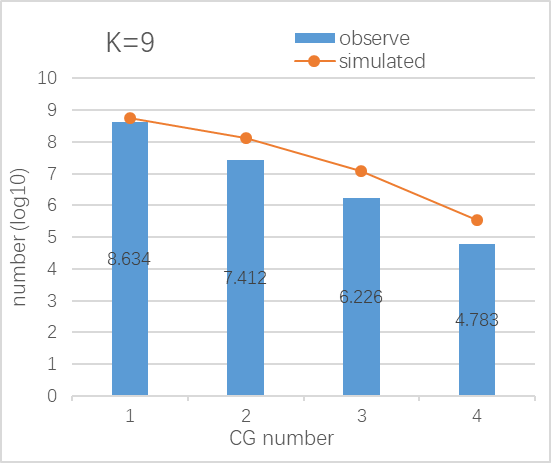 K=9
observe
simulated
10
9
8
7
6
5
4
3
2
1
0
number (log10)
8.634
7.412
6.226
4.783
1 2 3 4
CG number